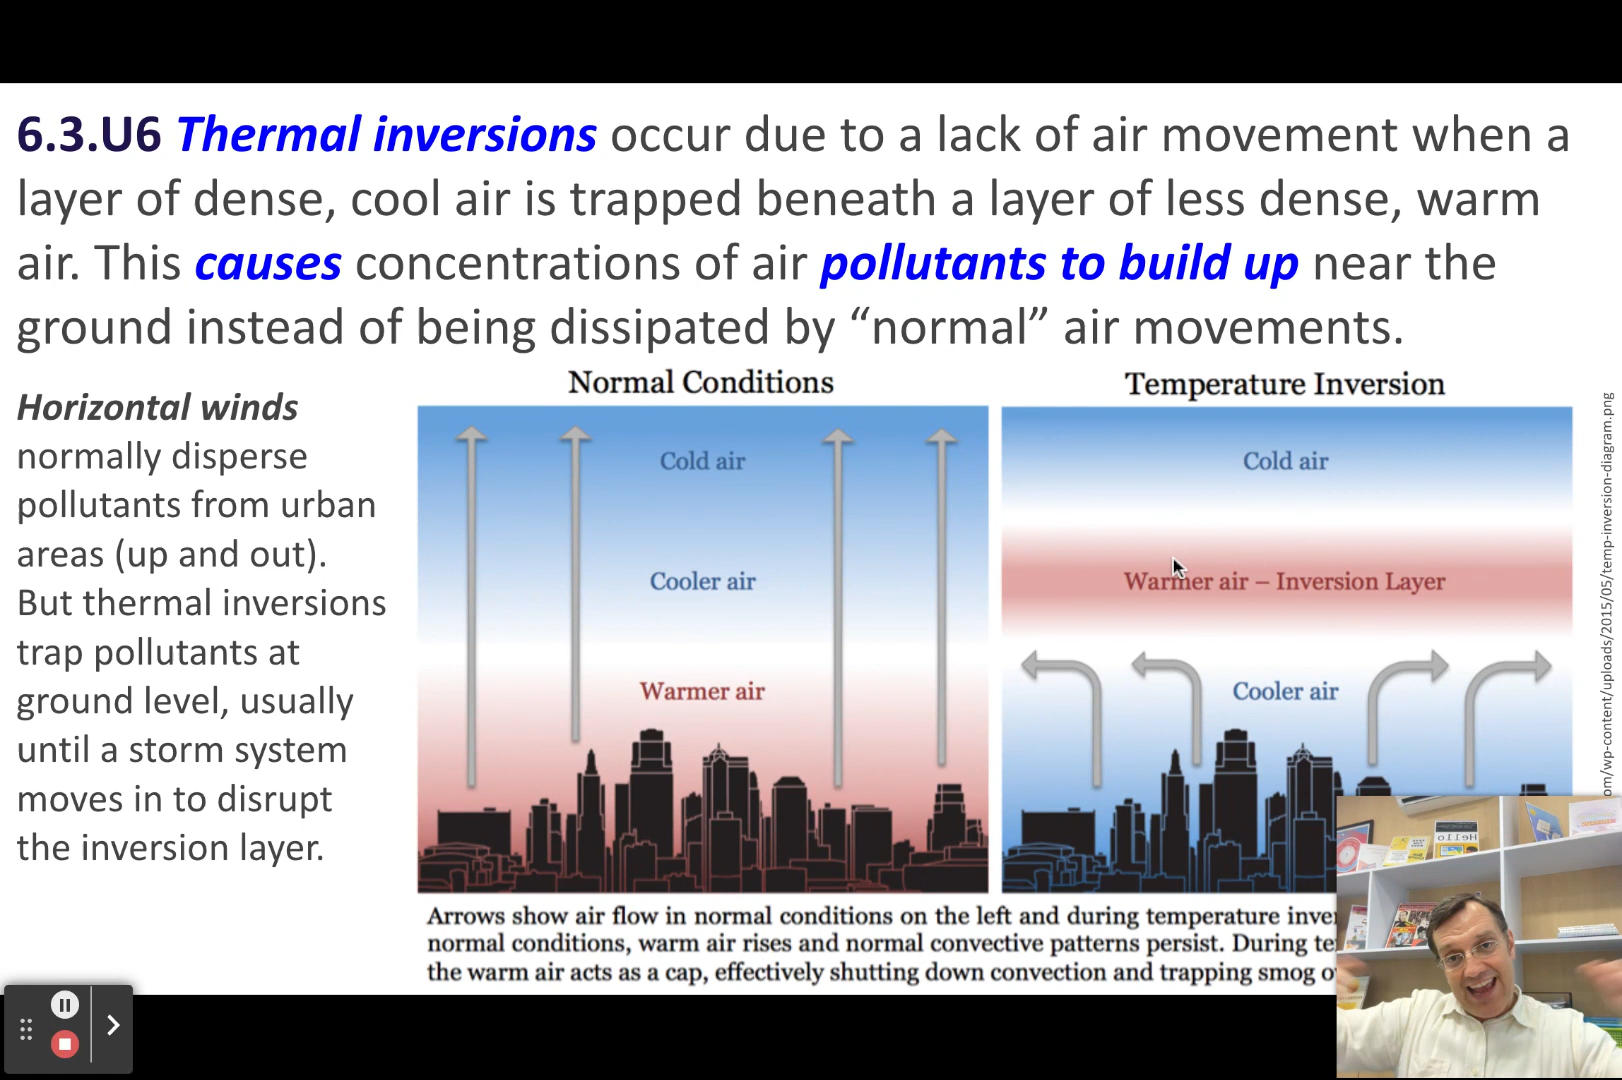 6.3.U6 Thermal inversions occur due to a lack of air movement when a
layer of dense, cool air is trapped beneath a layer of less dense, warm
air. This causes concentrations of air pollutants to build up near the
ground instead of being dissipated by “normal” air movements.
Horizontal winds
normally disperse
pollutants from urban
areas (up and out).
But thermal inversions
trap pollutants at
ground level, usually
until a storm system
moves in to disrupt
the inversion layer.
Normal Conditions
Cold air
Cooler air
Warmer air
Temperature Inversion
Cold air
Warmer air – Inversion Layer
Cooler air
Arrows show air flow in normal conditions on the left and during temperature inve
normal conditions, warm air rises and normal convective patterns persist. During te
the warm air acts as a cap, effectively shutting down convection and trapping smog o
om/wp-content/uploads/2015/05/temp-inversion-diagram.png
Hello